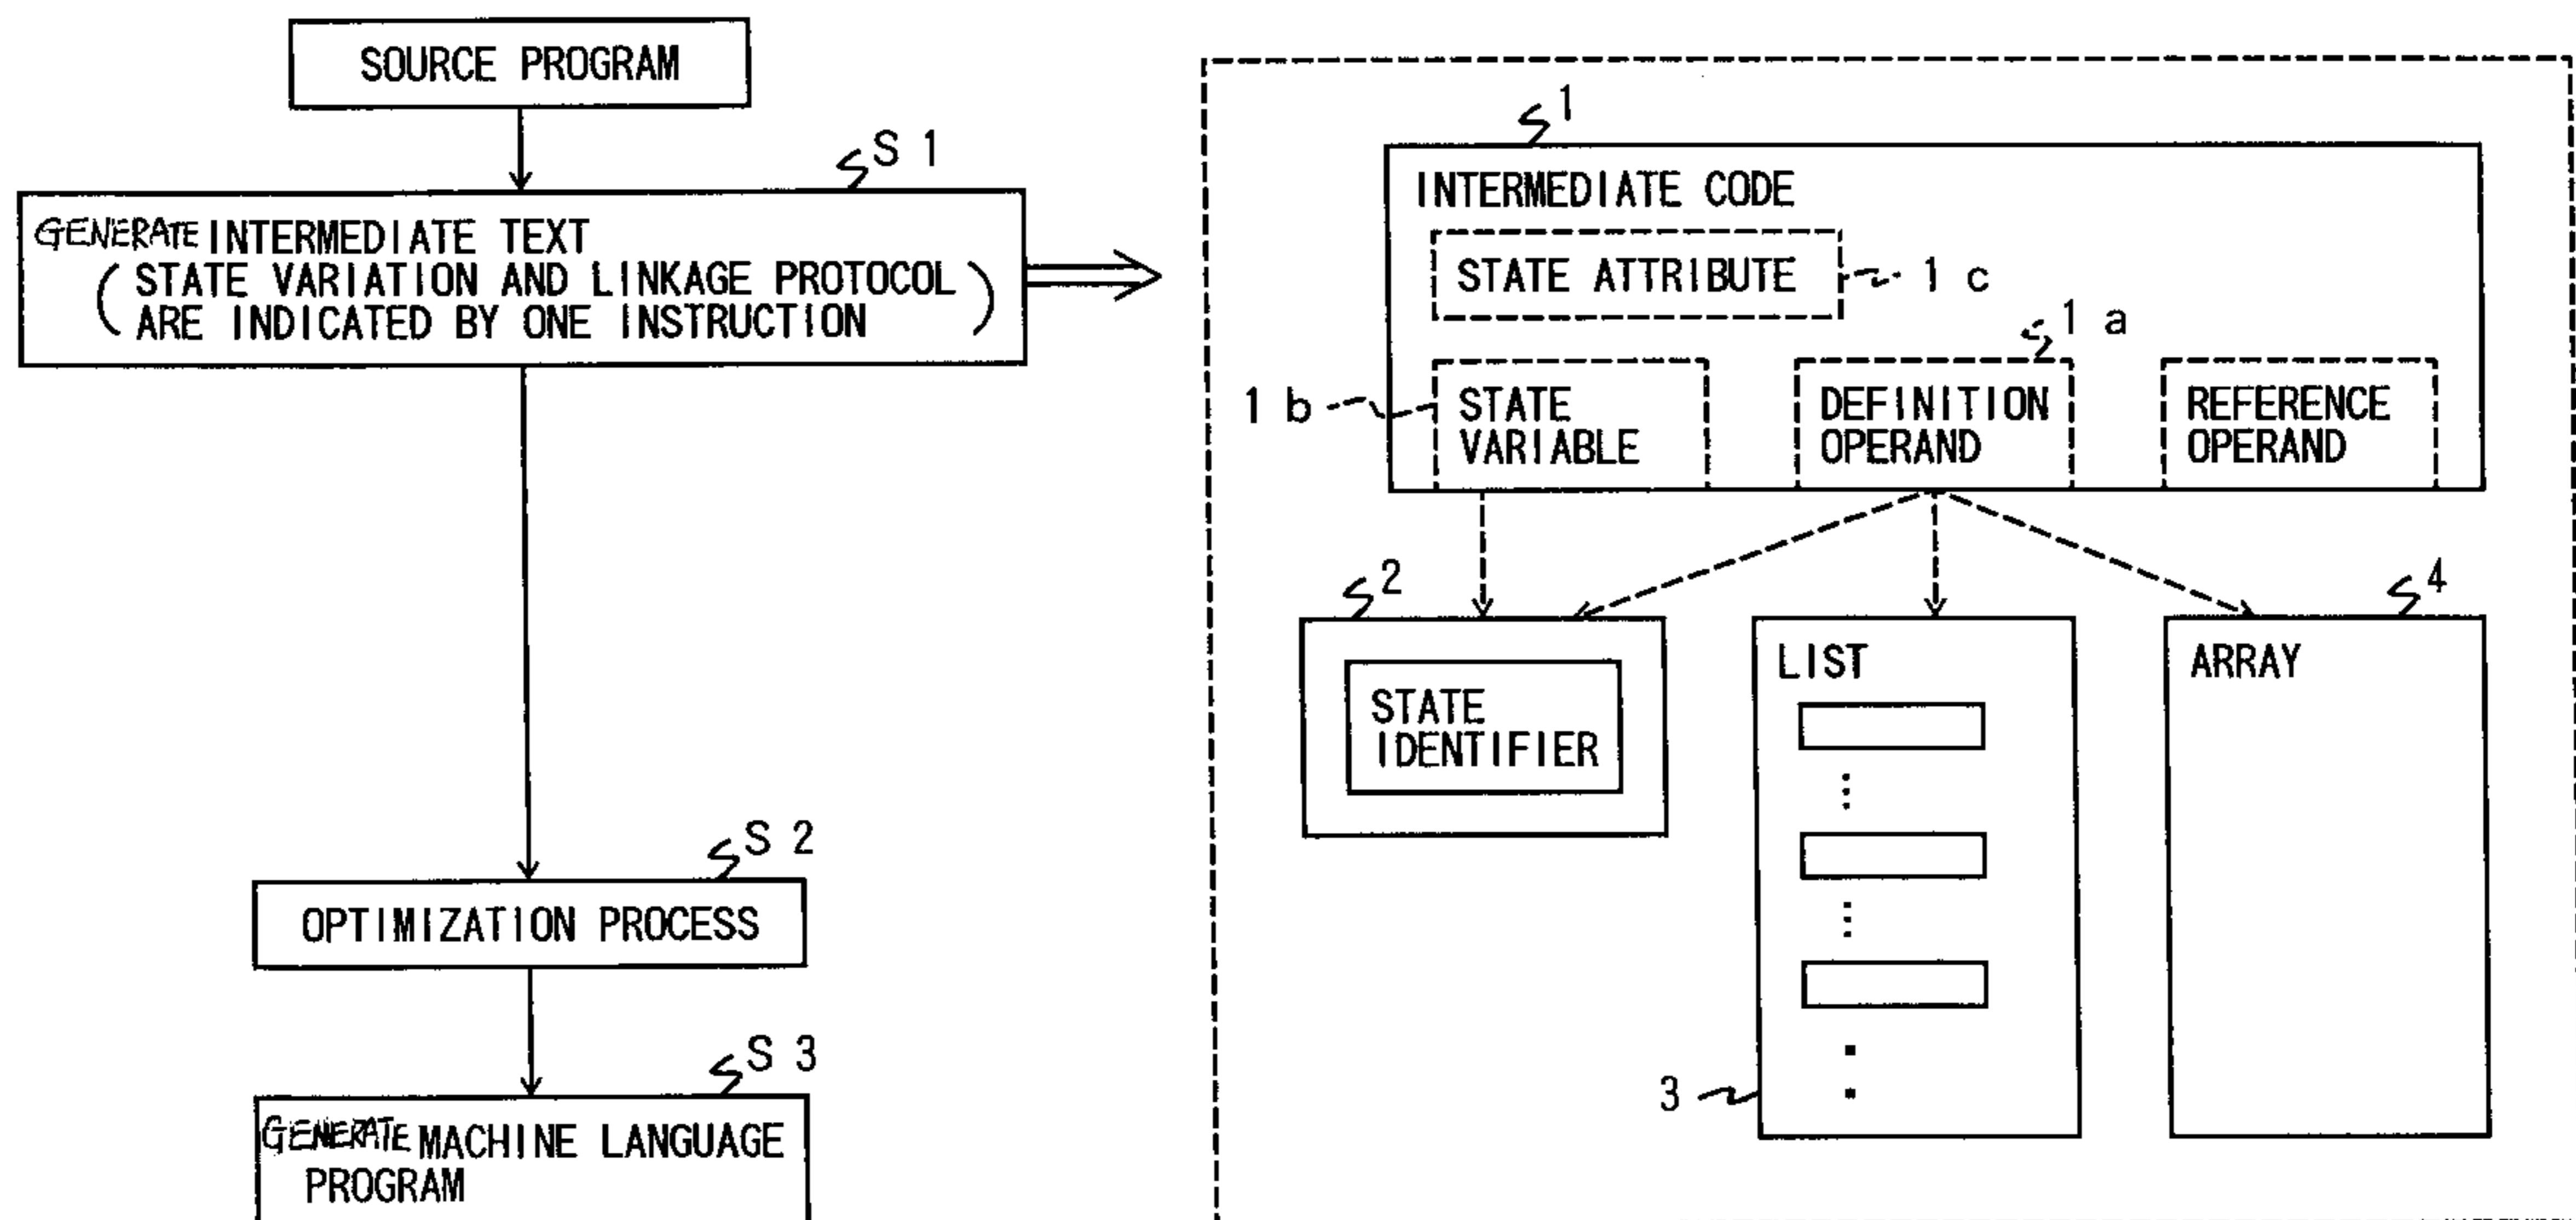 SOURCE PROGRAM
S 1
GENERATE INTERMEDIATE TEXT
( STATE VARIATION AND LINKAGE PROTOCOL
ARE INDICATED BY ONE INSTRUCTION )
S 2
OPTIMIZATION PROCESS
S 3
GENERATE MACHINE LANGUAGE
PROGRAM
1
INTERMEDIATE CODE
STATE ATTRIBUTE
1 c
1 a
1 b
STATE
VARIABLE
DEFINITION
OPERAND
REFERENCE
OPERAND
2
STATE
IDENTIFIER
LIST
3
4
ARRAY